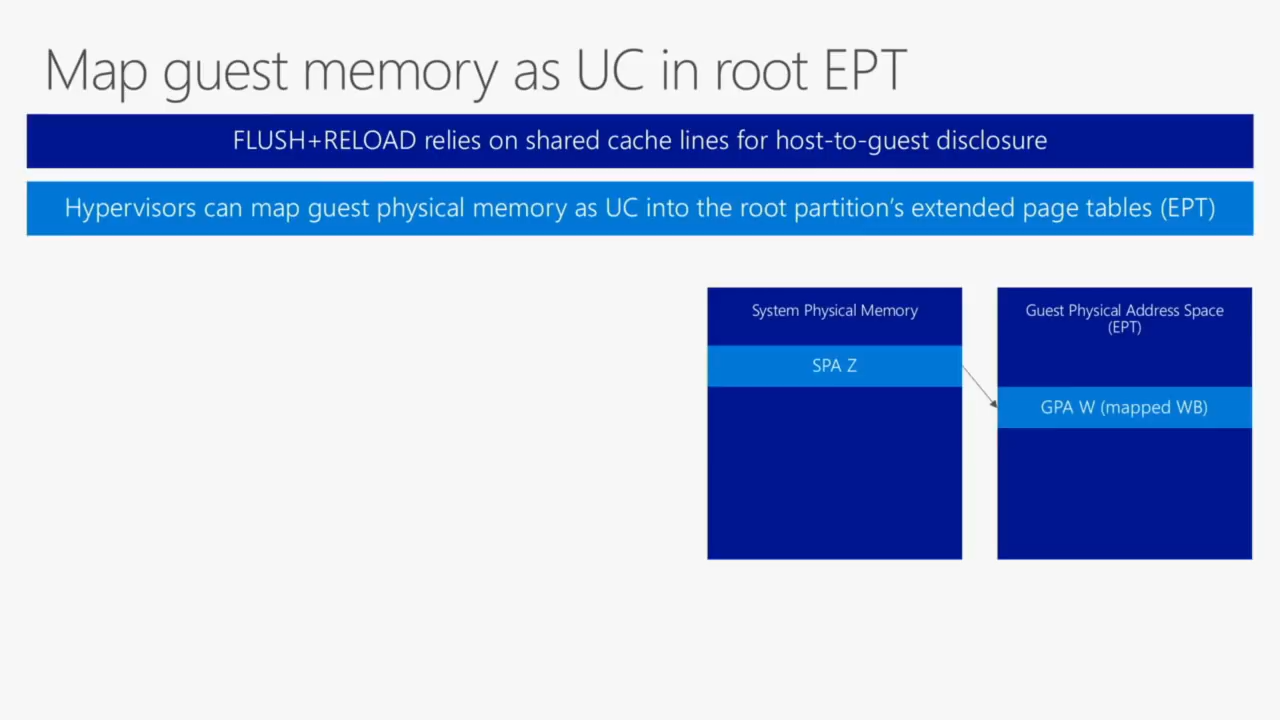 Map guest memory as UC in root EPT
FLUSH+RELOAD relies on shared cache lines for host-to-guest disclosure
Hypervisors can map guest physical memory as UC into the root partition's extended page tables (EPT)
System Physical Memory
SPA Z
Guest Physical Address Space
(EPT)
GPA W (mapped WB)